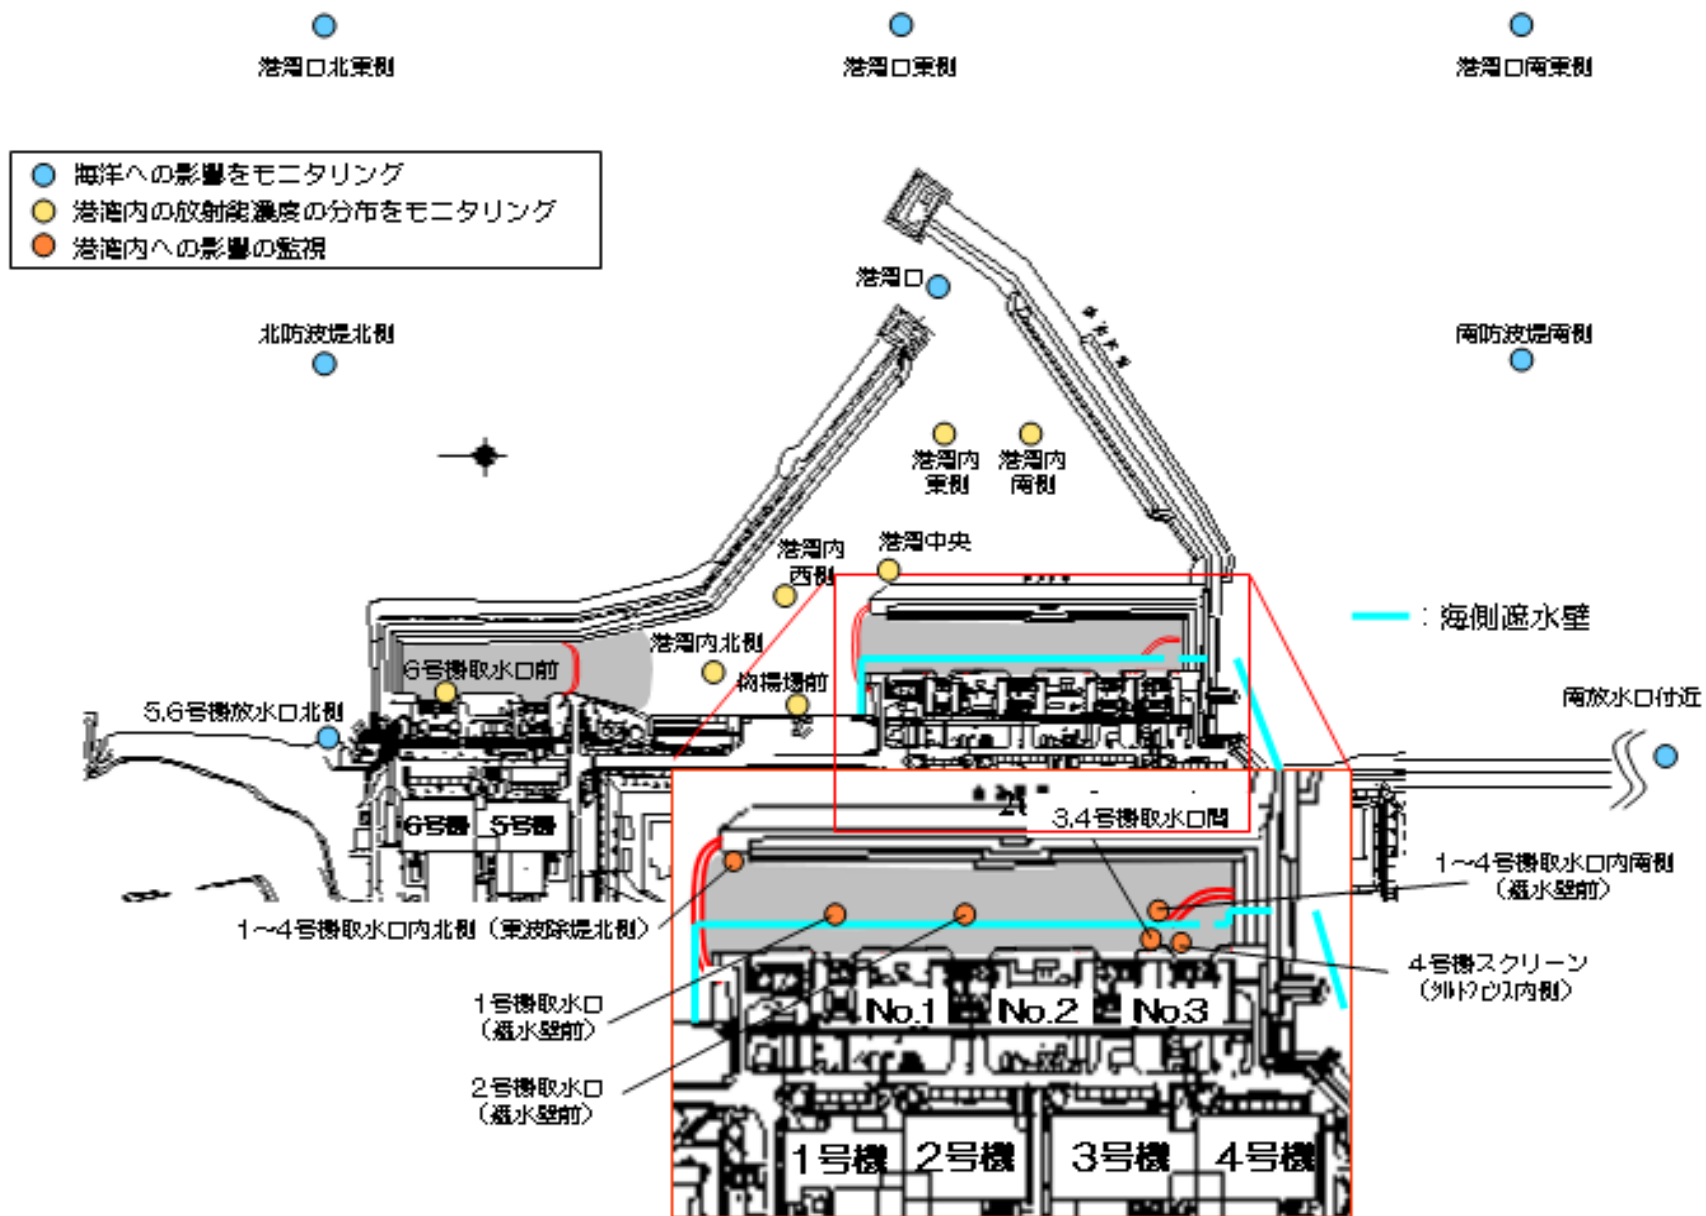 港湾口北東側
港湾口東側
港湾口南東側
海洋への影響をモニタリング
港湾内の放射能濃度の分布をモニタリング
港湾内への影響の監視
港湾口
北防波堤北側
南防波堤南側
港湾内
東側
港湾内
南側
港湾中央
港湾内
西側
：海側遮水壁
港湾内北側
6号機取水口前
物揚場前
南放水口付近
5,6号機放水口北側
6号機
5号機
3,4号機取水口間
1～4号機取水口内南側
（遮水壁前）
1～4号機取水口内北側（東波除堤北側）
4号機スクリーン
1号機取水口
（遮水壁前）
No.1
No.2
No.3
2号機取水口
（遮水壁前）
1号機
2号機
3号機
4号機